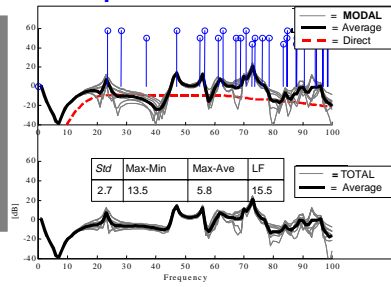 60
= MODAL
40
= Average
20
= Direct
0
-20
-40
0 10 20 30 40 50 60 70 80 90 100
60
Std Max-Min Max-Ave LF
= TOTAL
40
2.7 13.5 5.8 15.5
= Average
20
[dB]
0
-20
-40
0 10 20 30 40 50 60 70 80 90 100
Frequency